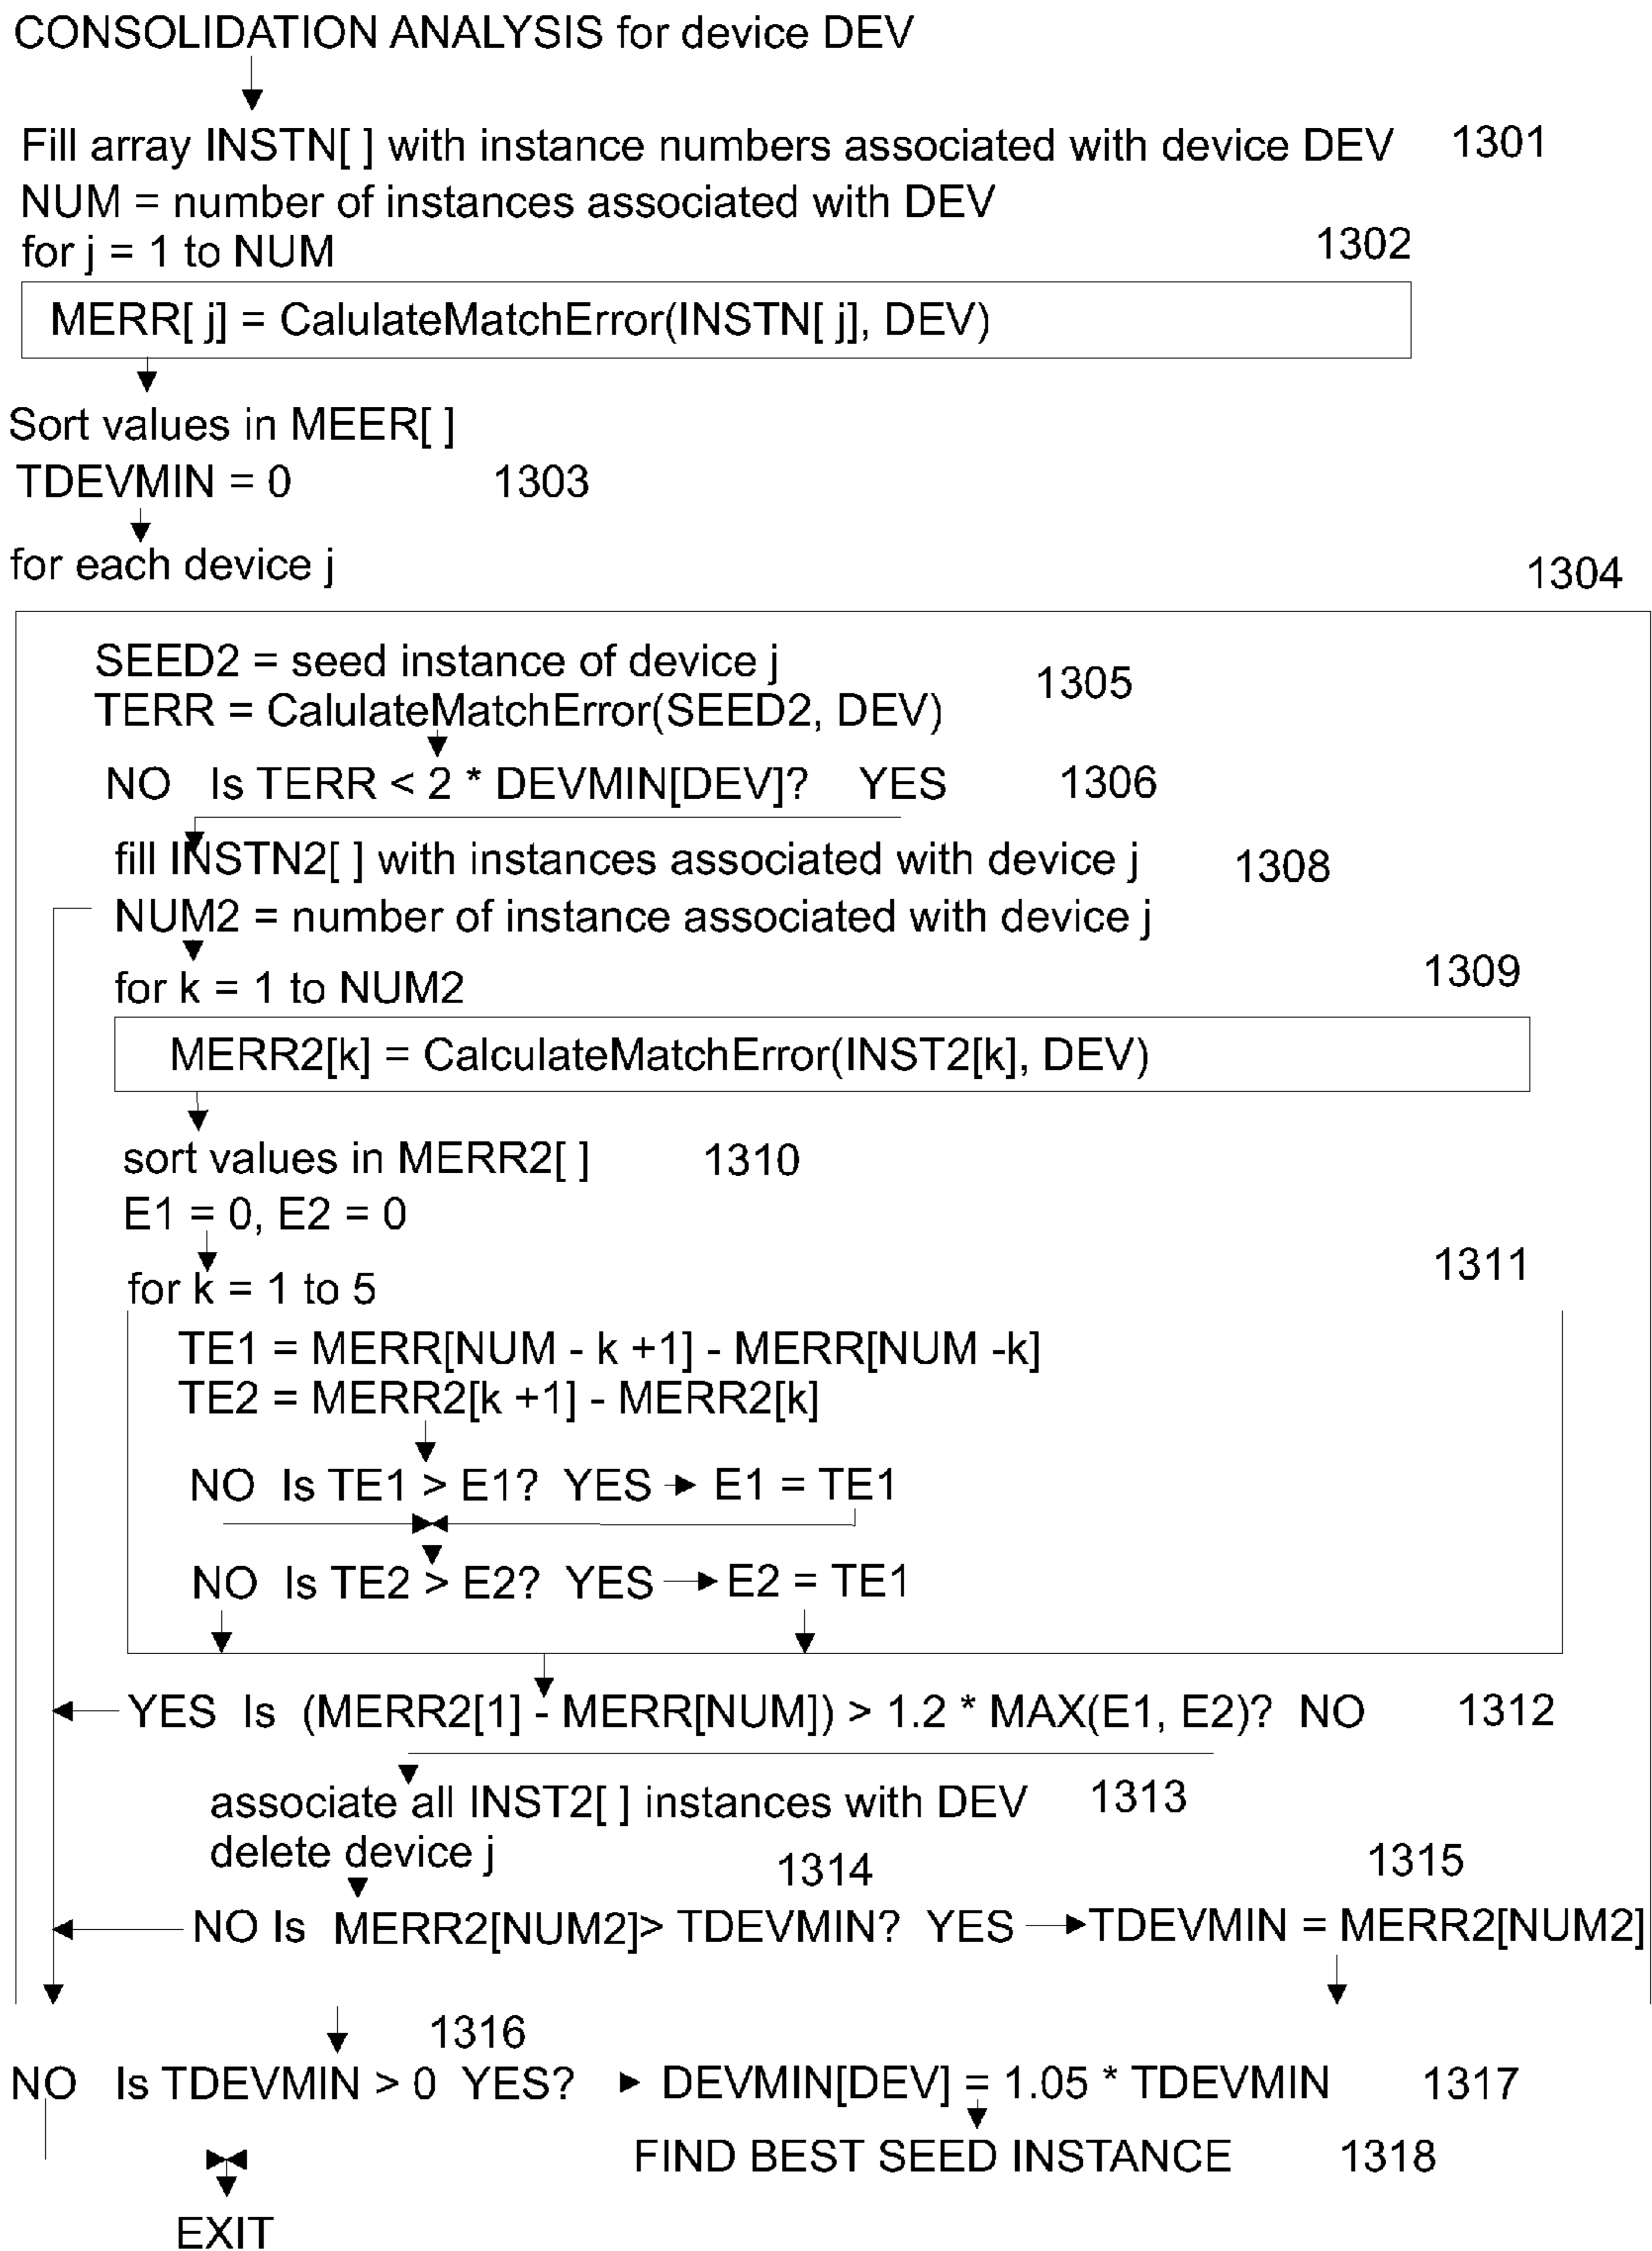 CONSOLIDATION ANALYSIS for device DEV
Fill array INSTN[ ] with instance numbers associated with device DEV 1301
NUM = number of instances associated with DEV
for j = 1 to NUM 1302
MERR[ j] = CalulateMatchError(INSTN[ j], DEV)
Sort values in MEER[ ]
TDEVMIN = 0 1303
for each device j 1304
SEED2 = seed instance of device j
TERR = CalulateMatchError(SEED2, DEV) 1305
NO Is TERR < 2 * DEVMIN[DEV]? YES 1306
fill INSTN2[ ] with instances associated with device j 1308
NUM2 = number of instance associated with device j
for k = 1 to NUM2 1309
MERR2[k] = CalculateMatchError(INST2[k], DEV)
sort values in MERR2[ ] 1310
E1 = 0, E2 = 0
for k = 1 to 5 1311
TE1 = MERR[NUM - k +1] - MERR[NUM -k]
TE2 = MERR2[k +1] - MERR2[k]
NO Is TE1 > E1? YES E1 = TE1
NO Is TE2 > E2? YES E2 = TE1
YES Is (MERR2[1] - MERR[NUM]) > 1.2 * MAX(E1, E2)? NO 1312
associate all INST2[ ] instances with DEV 1313
delete device j
1314 1315
NO Is MERR2[NUM2]> TDEVMIN? YES TDEVMIN = MERR2[NUM2]
1316
NO Is TDEVMIN > 0 YES? DEVMIN[DEV] = 1.05 * TDEVMIN 1317
FIND BEST SEED INSTANCE 1318
EXIT